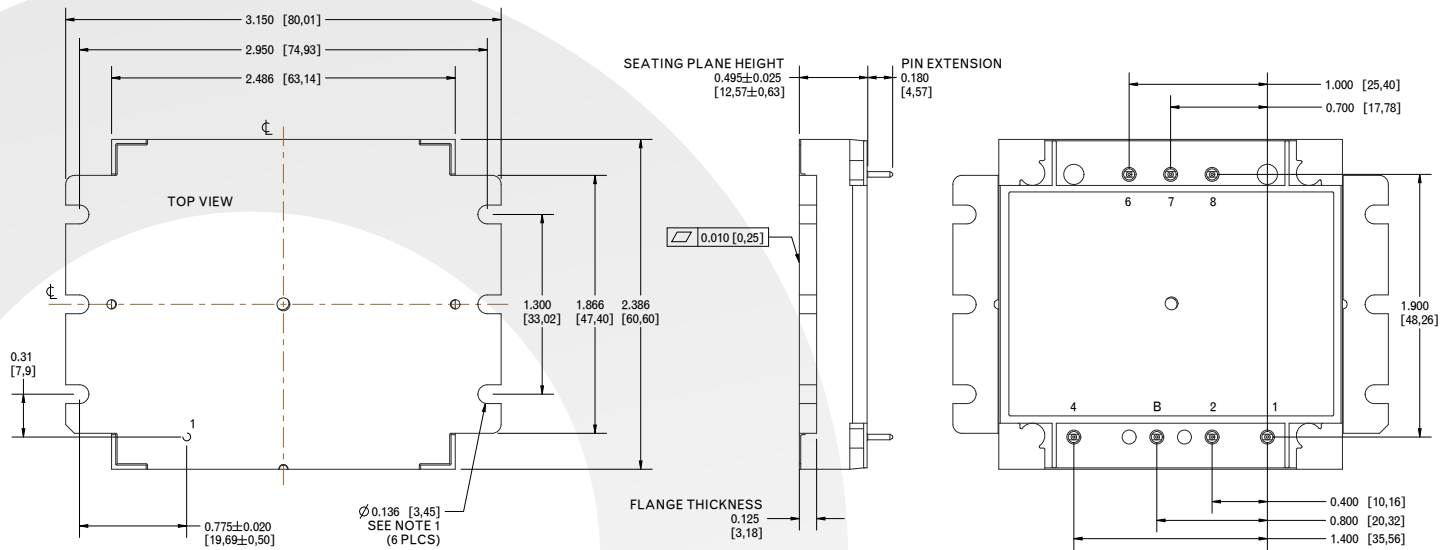 3.150 [80,01]
2.950 [74,93]
2.486 [63,14]
℄
TOP VIEW
℄
1.300
[33,02]
1.866
[47,40]
2.386
[60,60]
0.31
[7,9]
1
0.775±0.020
[19,69±0,50]
Ø 0.136 [3,45]
SEE NOTE 1
(6 PLCS)
SEATING PLANE HEIGHT
0.495±0.025
[12,57±0,63]
PIN EXTENSION
0.180
[4,57]
⏥ 0.010 [0,25]
FLANGE THICKNESS
0.125
[3,18]
1.000 [25,40]
0.700 [17,78]
6 7 8
1.900
[48,26]
4 B 2 1
0.400 [10,16]
0.800 [20,32]
1.400 [35,56]